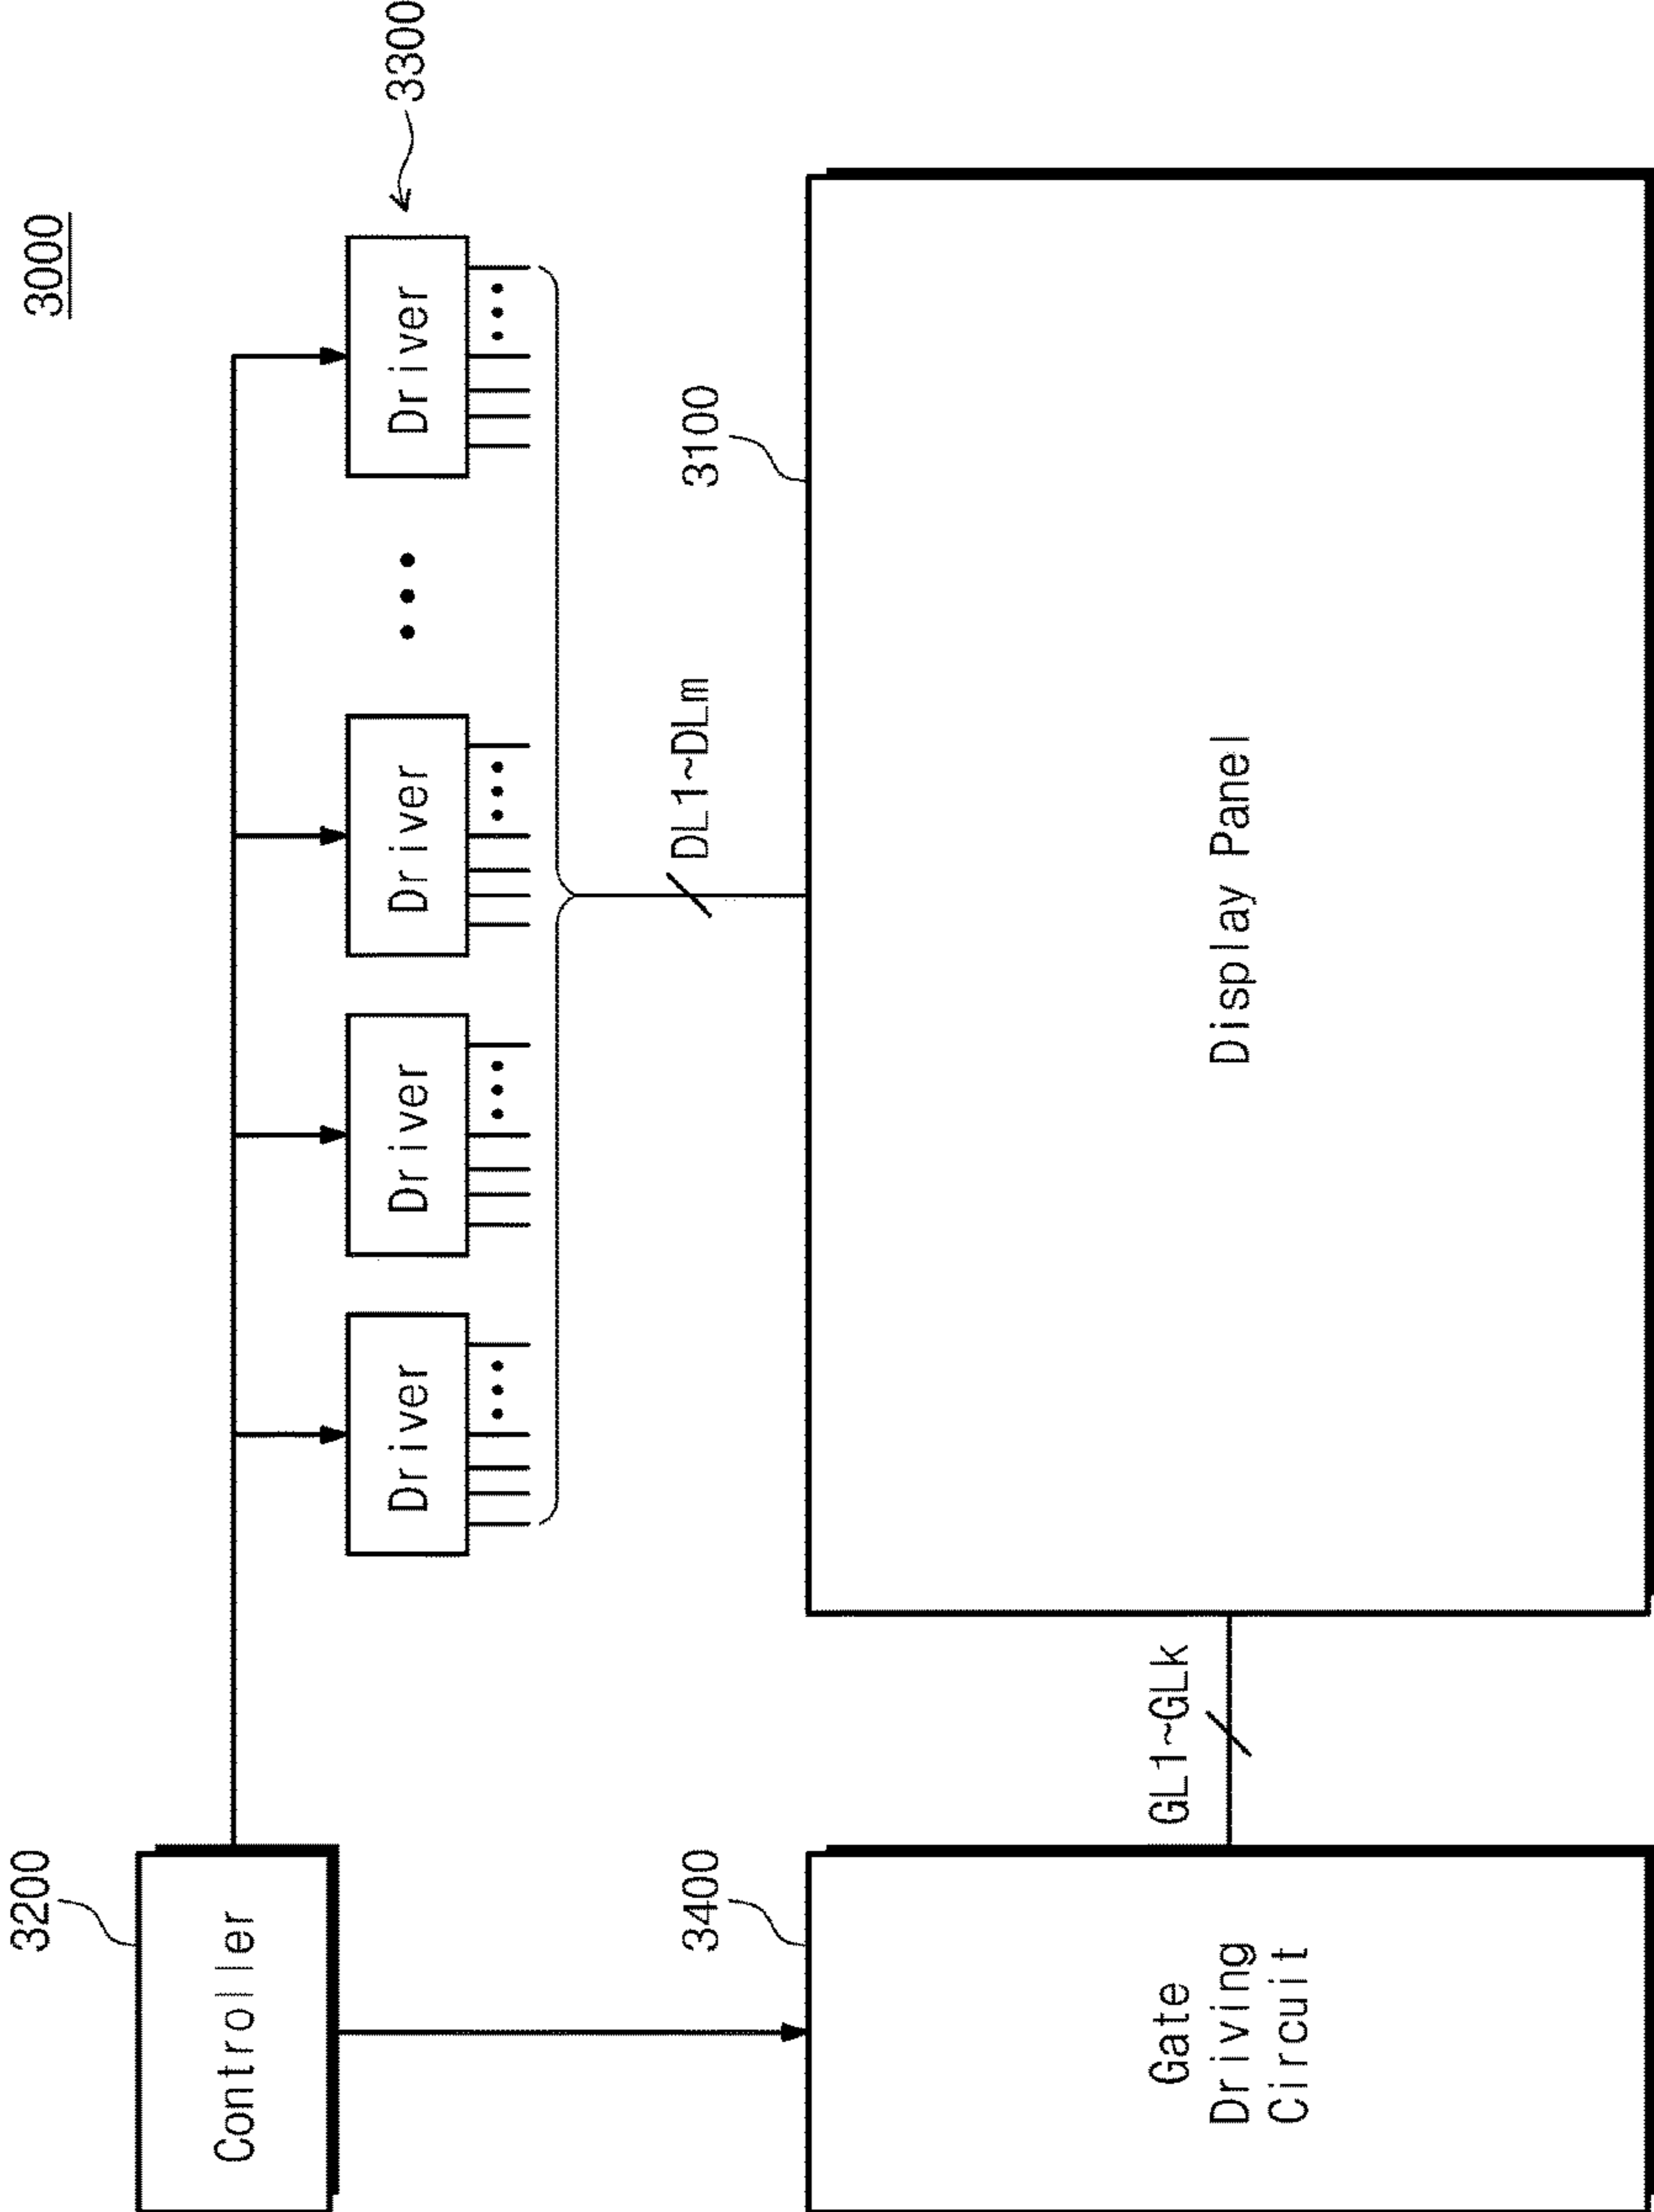 3000
3200
Controller
3300
Driver
Driver
Driver
Driver
DL1~DLm
3400
3100
Gate
Driving
Circuit
GL1~GLk
Display Panel